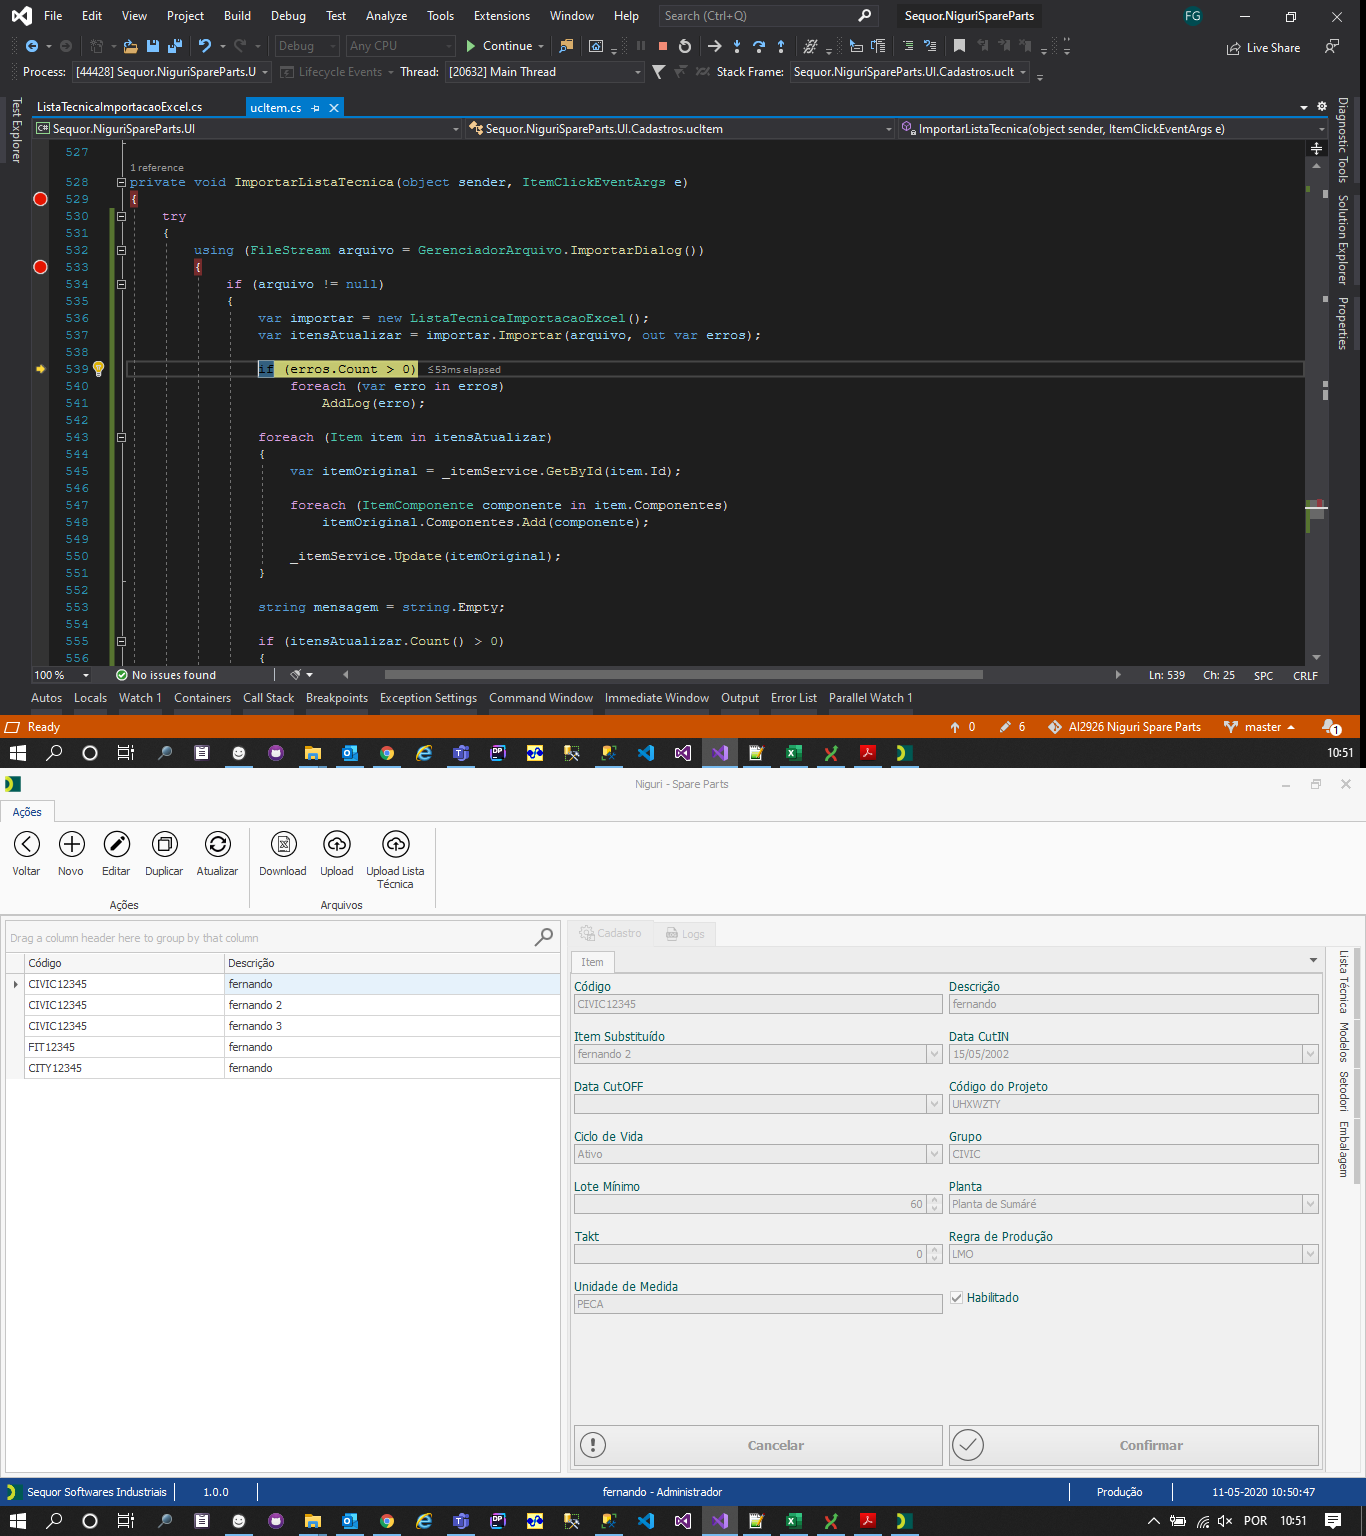 File Edit View Project Build Debug Test Analyze Tools Extensions Window Help Search (Ctrl+Q) Sequor.NiguriSpareParts FG
Debug Any CPU Continue Live Share
Process: [44428] Sequor.NiguriSpareParts.U Lifecycle Events Thread: [20632] Main Thread Stack Frame: Sequor.NiguriSpareParts.UI.Cadastros.ucIt
Test Explorer
ListaTecnicaImportacaoExcel.cs ucItem.cs
Diagnostic Tools
Solution Explorer
Properties
C# Sequor.NiguriSpareParts.UI Sequor.NiguriSpareParts.UI.Cadastros.ucItem ImportarListaTecnica(object sender, ItemClickEventArgs e)
527
1 reference
528 private void ImportarListaTecnica(object sender, ItemClickEventArgs e)
529 {
530 try
531 {
532 using (FileStream arquivo = GerenciadorArquivo.ImportarDialog())
533 {
534 if (arquivo != null)
535 {
536 var importar = new ListaTecnicaImportacaoExcel();
537 var itensAtualizar = importar.Importar(arquivo, out var erros);
538
539 if (erros.Count > 0) ≤53ms elapsed
540 foreach (var erro in erros)
541 AddLog(erro);
542
543 foreach (Item item in itensAtualizar)
544 {
545 var itemOriginal = _itemService.GetById(item.Id);
546
547 foreach (ItemComponente componente in item.Componentes)
548 itemOriginal.Componentes.Add(componente);
549
550 _itemService.Update(itemOriginal);
551 }
552
553 string mensagem = string.Empty;
554
555 if (itensAtualizar.Count() > 0)
556 {
100 % No issues found Ln: 539 Ch: 25 SPC CRLF
Autos Locals Watch 1 Containers Call Stack Breakpoints Exception Settings Command Window Immediate Window Output Error List Parallel Watch 1
Ready 0 6 AI2926 Niguri Spare Parts master 1
10:51
Niguri - Spare Parts
Ações
Voltar Novo Editar Duplicar Atualizar Download Upload Upload Lista Técnica
Ações Arquivos
Drag a column header here to group by that column
Código Descrição
CIVIC12345 fernando
CIVIC12345 fernando 2
CIVIC12345 fernando 3
FIT12345 fernando
CITY12345 fernando
Cadastro Logs
Item
Lista Técnica
Modelos
Setodori
Embalagem
Código Descrição
CIVIC12345 fernando
Item Substituído Data CutIN
fernando 2 15/05/2002
Data CutOFF Código do Projeto
UHXWZTY
Ciclo de Vida Grupo
Ativo CIVIC
Lote Mínimo Planta
60 Planta de Sumáré
Takt Regra de Produção
0 LMO
Unidade de Medida
PECA Habilitado
Cancelar Confirmar
Sequor Softwares Industriais 1.0.0 fernando - Administrador Produção 11-05-2020 10:50:47
POR 10:51